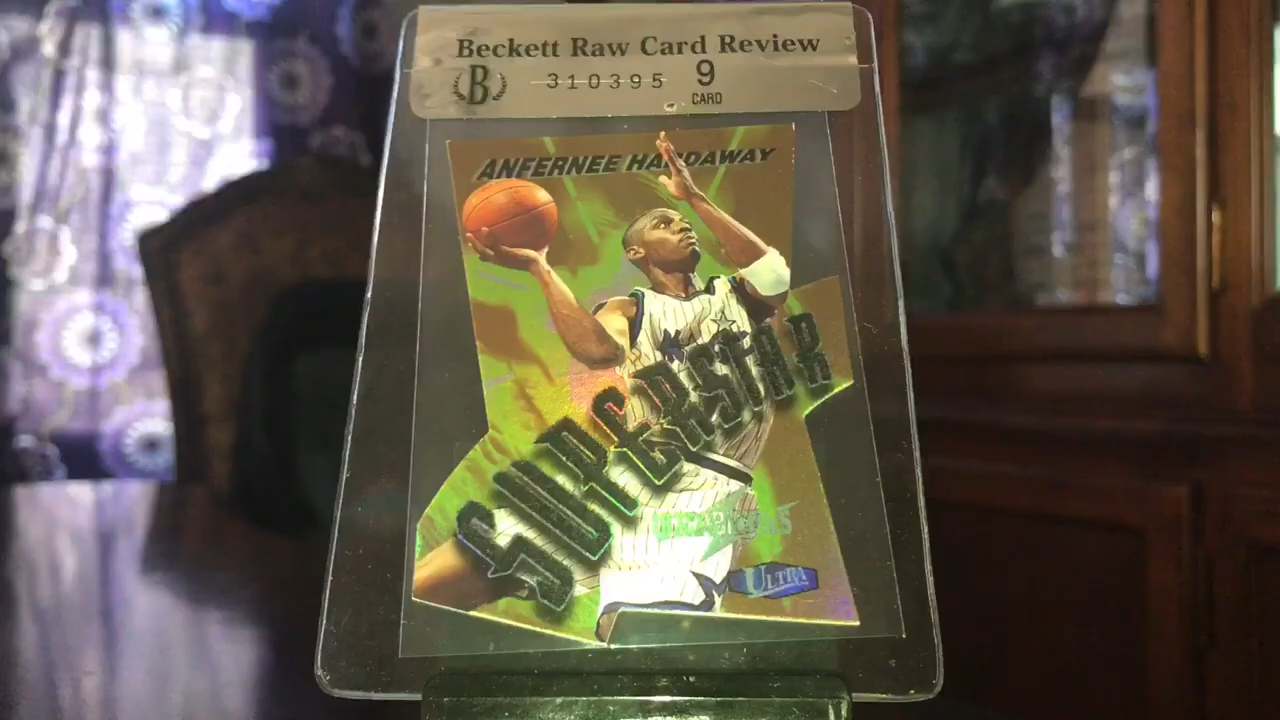 Beckett Raw Card Review
B 310395 9
CARD
ANFERNEE HARDAWAY
SUPERSTAR
ULTRA